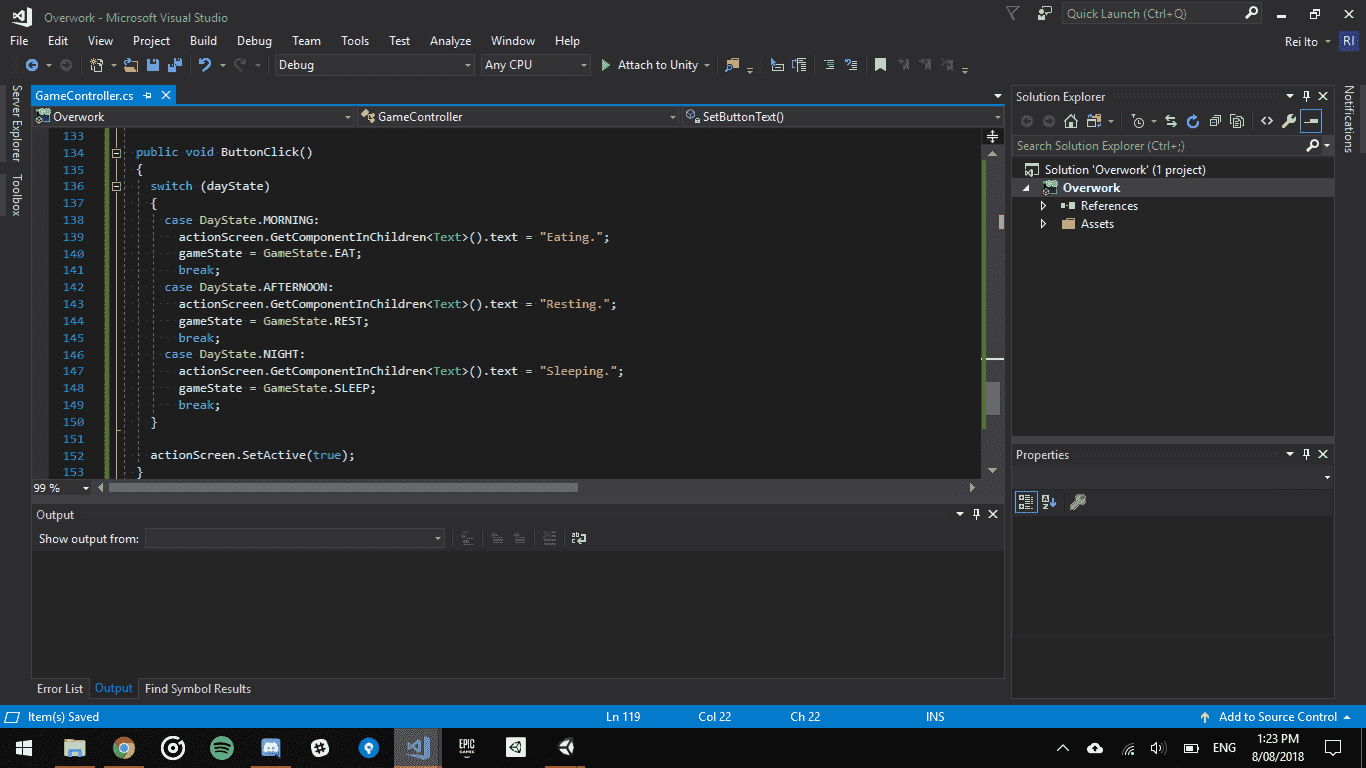 Overwork - Microsoft Visual Studio
Quick Launch (Ctrl+Q)
File Edit View Project Build Debug Team Tools Test Analyze Window Help
Rei Ito RI
Debug Any CPU Attach to Unity
Server Explorer
Toolbox
GameController.cs
Overwork GameController SetButtonText()
133
134 public void ButtonClick()
135 {
136 switch (dayState)
137 {
138 case DayState.MORNING:
139 actionScreen.GetComponentInChildren<Text>().text = "Eating.";
140 gameState = GameState.EAT;
141 break;
142 case DayState.AFTERNOON:
143 actionScreen.GetComponentInChildren<Text>().text = "Resting.";
144 gameState = GameState.REST;
145 break;
146 case DayState.NIGHT:
147 actionScreen.GetComponentInChildren<Text>().text = "Sleeping.";
148 gameState = GameState.SLEEP;
149 break;
150 }
151
152 actionScreen.SetActive(true);
153 }
99 %
Output
Show output from:
Error List Output Find Symbol Results
Solution Explorer
Search Solution Explorer (Ctrl+;)
Solution 'Overwork' (1 project)
Overwork
References
Assets
Properties
Notifications
Item(s) Saved Ln 119 Col 22 Ch 22 INS Add to Source Control
EPIC GAMES
ENG
1:23 PM
8/08/2018